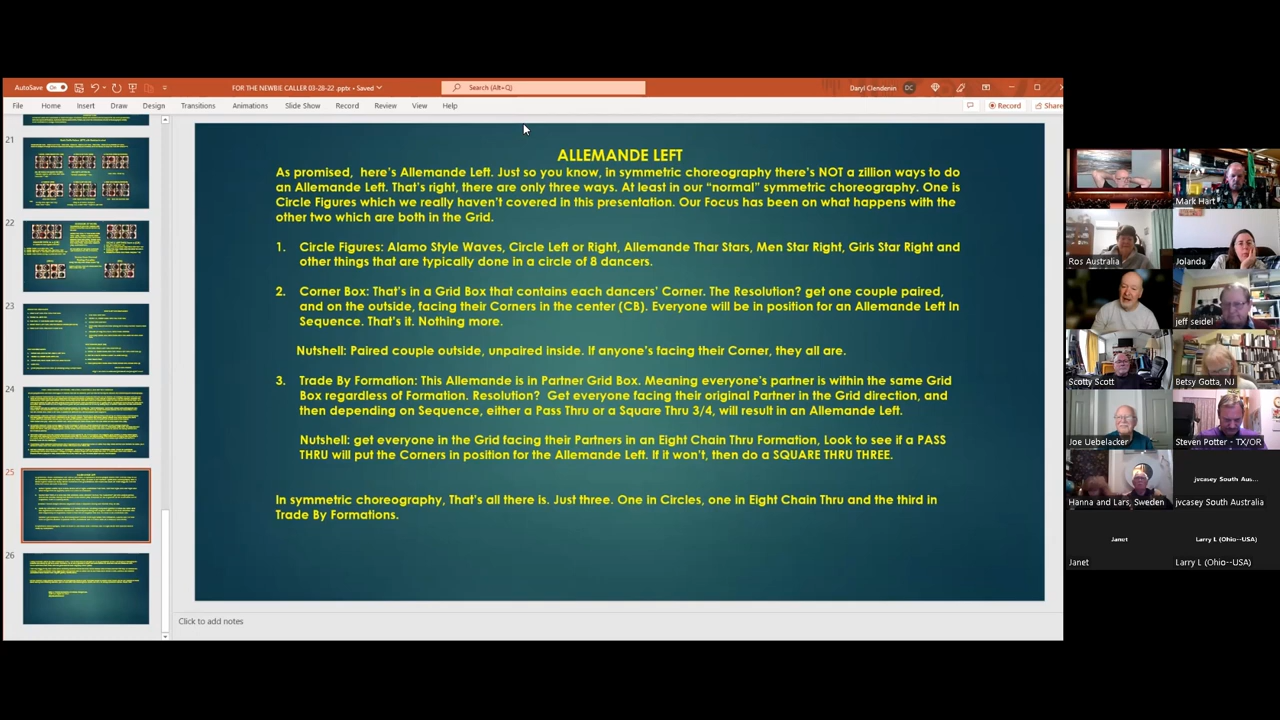 AutoSave On FOR THE NEWBIE CALLER 03-28-22 .pptx • Saved Search (Alt+Q) Daryl Clendenin DC
File Home Insert Draw Design Transitions Animations Slide Show Record Review View Help Record Share
21
22
23
24
25
26
ALLEMANDE LEFT
As promised, here's Allemande Left. Just so you know, in symmetric choreography there's NOT a zillion ways to do
an Allemande Left. That's right, there are only three ways. At least in our “normal” symmetric choreography. One is
Circle Figures which we really haven't covered in this presentation. Our Focus has been on what happens with the
other two which are both in the Grid.
1. Circle Figures: Alamo Style Waves, Circle Left or Right, Allemande Thar Stars, Men Star Right, Girls Star Right and
other things that are typically done in a circle of 8 dancers.
2. Corner Box: That's in a Grid Box that contains each dancers' Corner. The Resolution? get one couple paired,
and on the outside, facing their Corners in the center (CB). Everyone will be in position for an Allemande Left In
Sequence. That's it. Nothing more.
Nutshell: Paired couple outside, unpaired inside. If anyone's facing their Corner, they all are.
3. Trade By Formation: This Allemande is in Partner Grid Box. Meaning everyone's partner is within the same Grid
Box regardless of Formation. Resolution? Get everyone facing their original Partner in the Grid direction, and
then depending on Sequence, either a Pass Thru or a Square Thru 3/4, will result in an Allemande Left.
Nutshell: get everyone in the Grid facing their Partners in an Eight Chain Thru Formation, Look to see if a PASS
THRU will put the Corners in position for the Allemande Left. If it won't, then do a SQUARE THRU THREE.
In symmetric choreography, That's all there is. Just three. One in Circles, one in Eight Chain Thru and the third in
Trade By Formations.
Click to add notes
Mark Hart
Ros Australia Jolanda
jeff seidel
Scotty Scott Betsy Gotta, NJ
Joe Uebelacker Steven Potter - TX/OR
jvcasey South Aus...
Hanna and Lars, Sweden jvcasey South Australia
Janet Larry L (Ohio--USA)
Janet Larry L (Ohio--USA)